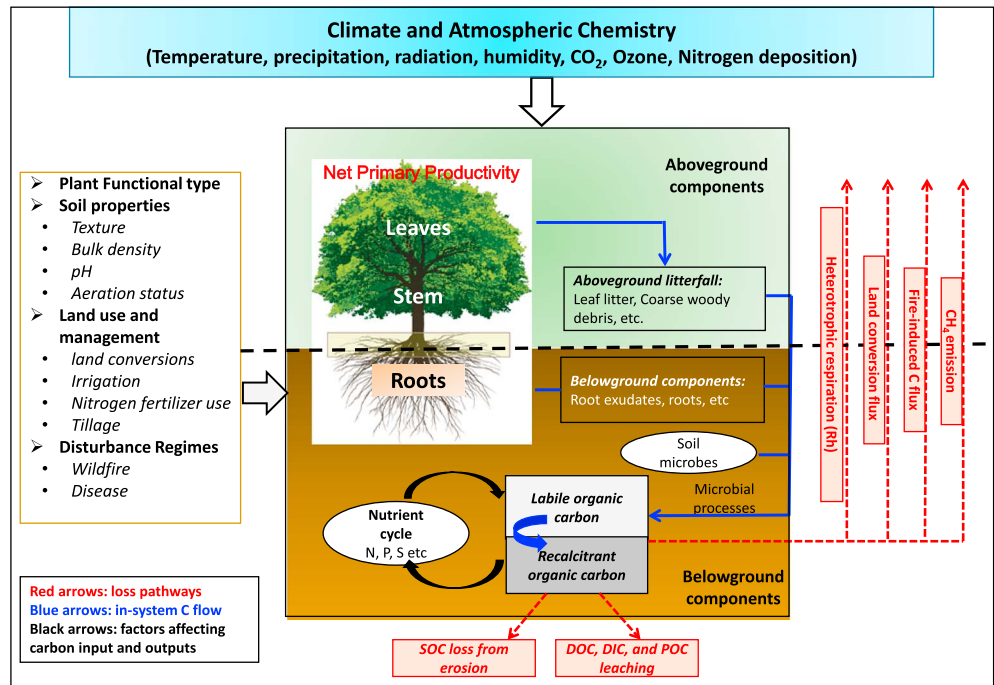 Climate and Atmospheric Chemistry
(Temperature, precipitation, radiation, humidity, CO₂, Ozone, Nitrogen deposition)
➢ Plant Functional type
➢ Soil properties
• Texture
• Bulk density
• pH
• Aeration status
➢ Land use and
management
• land conversions
• Irrigation
• Nitrogen fertilizer use
• Tillage
➢ Disturbance Regimes
• Wildfire
• Disease
Red arrows: loss pathways
Blue arrows: in-system C flow
Black arrows: factors affecting
carbon input and outputs
Net Primary Productivity
Leaves
Stem
Roots
Aboveground
components
Aboveground litterfall:
Leaf litter, Coarse woody
debris, etc.
Belowground components:
Root exudates, roots, etc
Soil
microbes
Microbial
processes
Nutrient
cycle
N, P, S etc
Labile organic
carbon
Recalcitrant
organic carbon
Belowground
components
SOC loss from
erosion
DOC, DIC, and POC
leaching
Heterotrophic respiration (Rh)
Land conversion flux
Fire-induced C flux
CH₄ emission